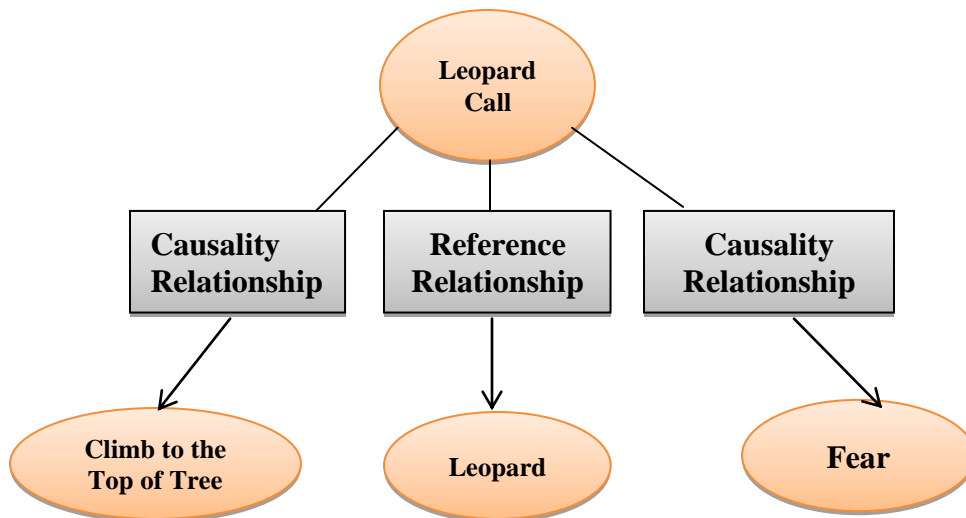 Leopard
Call
Causality
Relationship
Reference
Relationship
Causality
Relationship
Climb to the
Top of Tree
Leopard
Fear